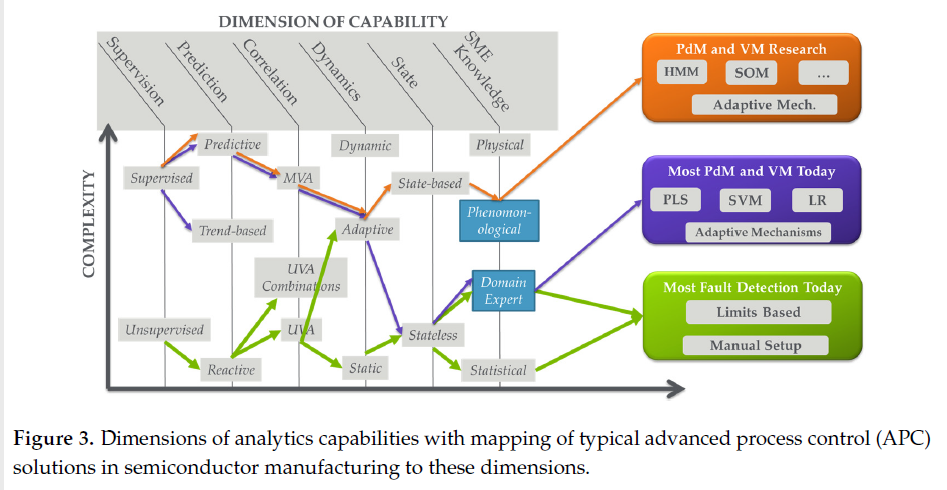 DIMENSION OF CAPABILITY
Supervision
Prediction
Correlation
Dynamics
State
SME
Knowledge
COMPLEXITY
Predictive
Dynamic
Physical
Supervised
MVA
State-based
Phenomon-
ological
Trend-based
Adaptive
UVA
Combinations
Domain
Expert
Unsupervised
UVA
Stateless
Reactive
Static
Statistical
PdM and VM Research
HMM
SOM
...
Adaptive Mech.
Most PdM and VM Today
PLS
SVM
LR
Adaptive Mechanisms
Most Fault Detection Today
Limits Based
Manual Setup
Figure 3. Dimensions of analytics capabilities with mapping of typical advanced process control (APC)
solutions in semiconductor manufacturing to these dimensions.